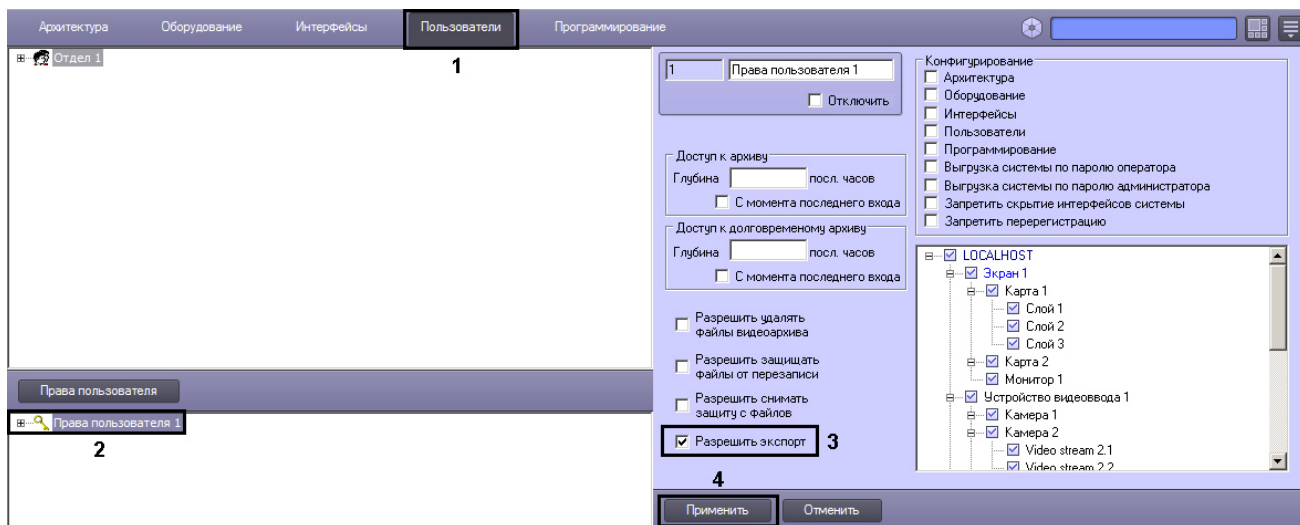 Архитектура Оборудование Интерфейсы Пользователи Программирование
1
Отдел 1
Права пользователя
Права пользователя 1
2
1 Права пользователя 1
Отключить
Доступ к архиву
Глубина посл. часов
С момента последнего входа
Доступ к долговременому архиву
Глубина посл. часов
С момента последнего входа
Разрешить удалять
файлы видеоархива
Разрешить защищать
файлы от перезаписи
Разрешить снимать
защиту с файлов
Разрешить экспорт 3
4
Применить Отменить
Конфигурирование
Архитектура
Оборудование
Интерфейсы
Пользователи
Программирование
Выгрузка системы по паролю оператора
Выгрузка системы по паролю администратора
Запретить скрытие интерфейсов системы
Запретить перерегистрацию
LOCALHOST
Экран 1
Карта 1
Слой 1
Слой 2
Слой 3
Карта 2
Монитор 1
Устройство видеоввода 1
Камера 1
Камера 2
Video stream 2.1
Video stream 2.2